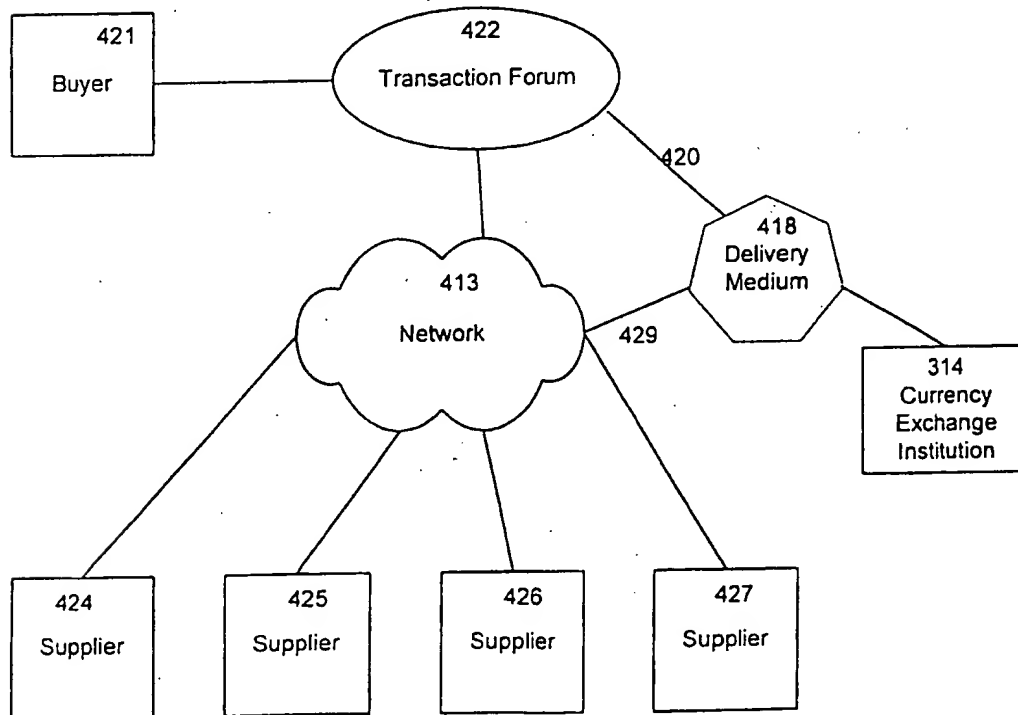 421
Buyer
422
Transaction Forum
420
418
Delivery
Medium
413
Network
429
314
Currency
Exchange
Institution
424
Supplier
425
Supplier
426
Supplier
427
Supplier